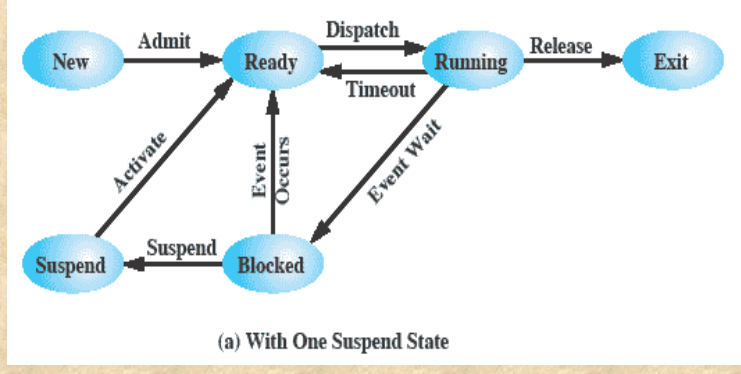 Admit
Dispatch
Release
New
Ready
Running
Exit
Timeout
Activate
Event
Occurs
Event Wait
Suspend
Suspend
Blocked
(a) With One Suspend State